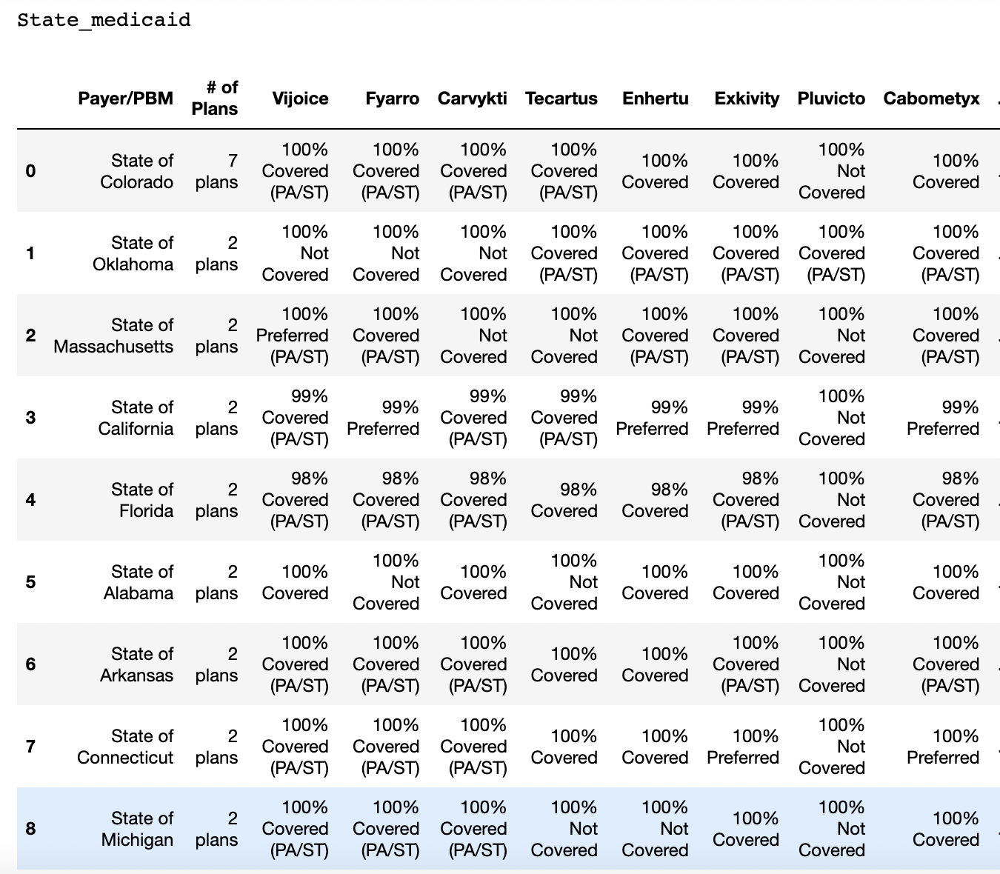 State_medicaid
Payer/PBM # of Plans Vijoice Fyarro Carvykti Tecartus Enhertu Exkivity Pluvicto Cabometyx
0 State of Colorado 7 plans 100% Covered (PA/ST) 100% Covered (PA/ST) 100% Covered (PA/ST) 100% Covered (PA/ST) 100% Covered 100% Covered 100% Not Covered 100% Covered
1 State of Oklahoma 2 plans 100% Not Covered 100% Not Covered 100% Not Covered 100% Covered (PA/ST) 100% Covered (PA/ST) 100% Covered (PA/ST) 100% Covered (PA/ST) 100% Covered (PA/ST)
2 State of Massachusetts 2 plans 100% Preferred (PA/ST) 100% Covered (PA/ST) 100% Not Covered 100% Not Covered 100% Covered (PA/ST) 100% Covered (PA/ST) 100% Not Covered 100% Covered (PA/ST)
3 State of California 2 plans 99% Covered (PA/ST) 99% Preferred 99% Covered (PA/ST) 99% Covered (PA/ST) 99% Preferred 99% Preferred 100% Not Covered 99% Preferred
4 State of Florida 2 plans 98% Covered (PA/ST) 98% Covered (PA/ST) 98% Covered (PA/ST) 98% Covered 98% Covered 98% Covered (PA/ST) 100% Not Covered 98% Covered (PA/ST)
5 State of Alabama 2 plans 100% Covered 100% Not Covered 100% Covered 100% Not Covered 100% Covered 100% Covered 100% Not Covered 100% Covered
6 State of Arkansas 2 plans 100% Covered (PA/ST) 100% Covered (PA/ST) 100% Covered (PA/ST) 100% Covered 100% Covered 100% Covered (PA/ST) 100% Not Covered 100% Covered (PA/ST)
7 State of Connecticut 2 plans 100% Covered (PA/ST) 100% Covered (PA/ST) 100% Covered (PA/ST) 100% Covered 100% Covered 100% Preferred 100% Not Covered 100% Preferred
8 State of Michigan 2 plans 100% Covered (PA/ST) 100% Covered (PA/ST) 100% Covered (PA/ST) 100% Not Covered 100% Not Covered 100% Covered 100% Not Covered 100% Covered